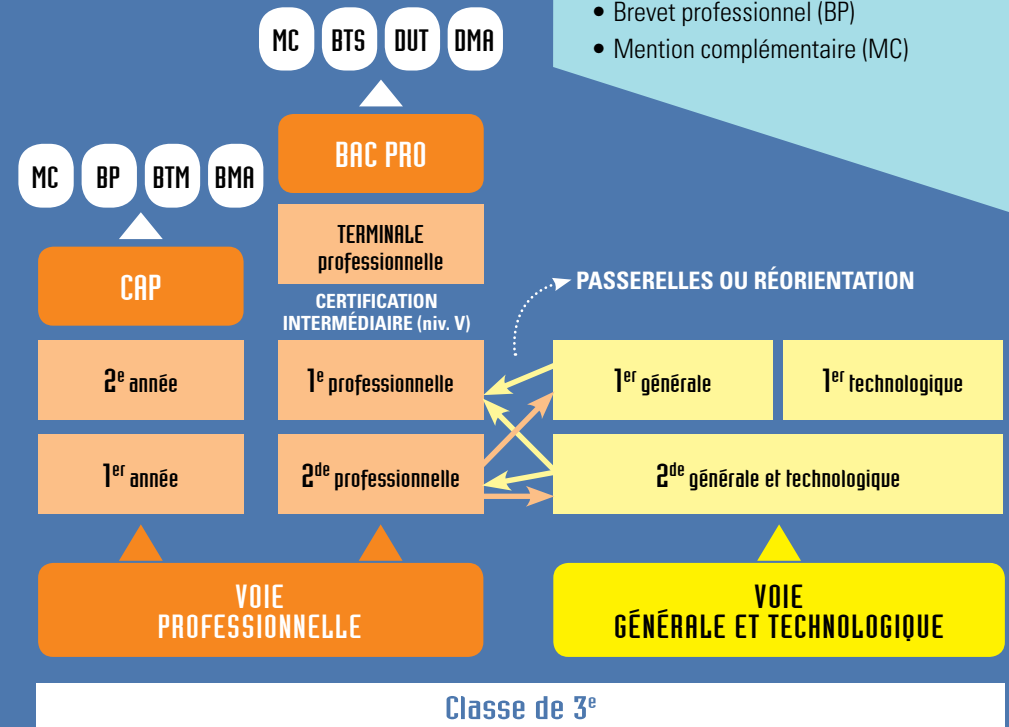 • Brevet professionnel (BP)
• Mention complémentaire (MC)
MC BTS DUT DMA
BAC PRO
MC BP BTM BMA
TERMINALE
professionnelle
CAP
PASSERELLES OU RÉORIENTATION
CERTIFICATION
INTERMÉDIAIRE (niv. V)
2e année
1e professionnelle
1er générale
1er technologique
1er année
2de professionnelle
2de générale et technologique
VOIE
PROFESSIONNELLE
VOIE
GÉNÉRALE ET TECHNOLOGIQUE
Classe de 3e